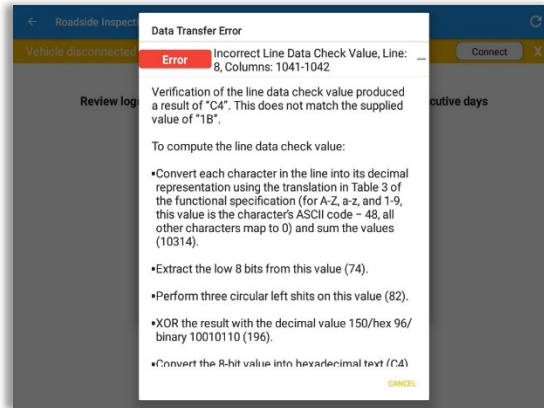 ← Roadside Inspecti
Data Transfer Error
Vehicle disconnected
Connect
X
Error
Incorrect Line Data Check Value, Line:
8, Columns: 1041-1042
Review log
cutive days
Verification of the line data check value produced
a result of "C4". This does not match the supplied
value of "1B".
To compute the line data check value:
•Convert each character in the line into its decimal
representation using the translation in Table 3 of
the functional specification (for A-Z, a-z, and 1-9,
this value is the character's ASCII code – 48, all
other characters map to 0) and sum the values
(10314).
•Extract the low 8 bits from this value (74).
•Perform three circular left shits on this value (82).
•XOR the result with the decimal value 150/hex 96/
binary 10010110 (196).
•Convert the 8-bit value into hexadecimal text (C4)
CANCEL